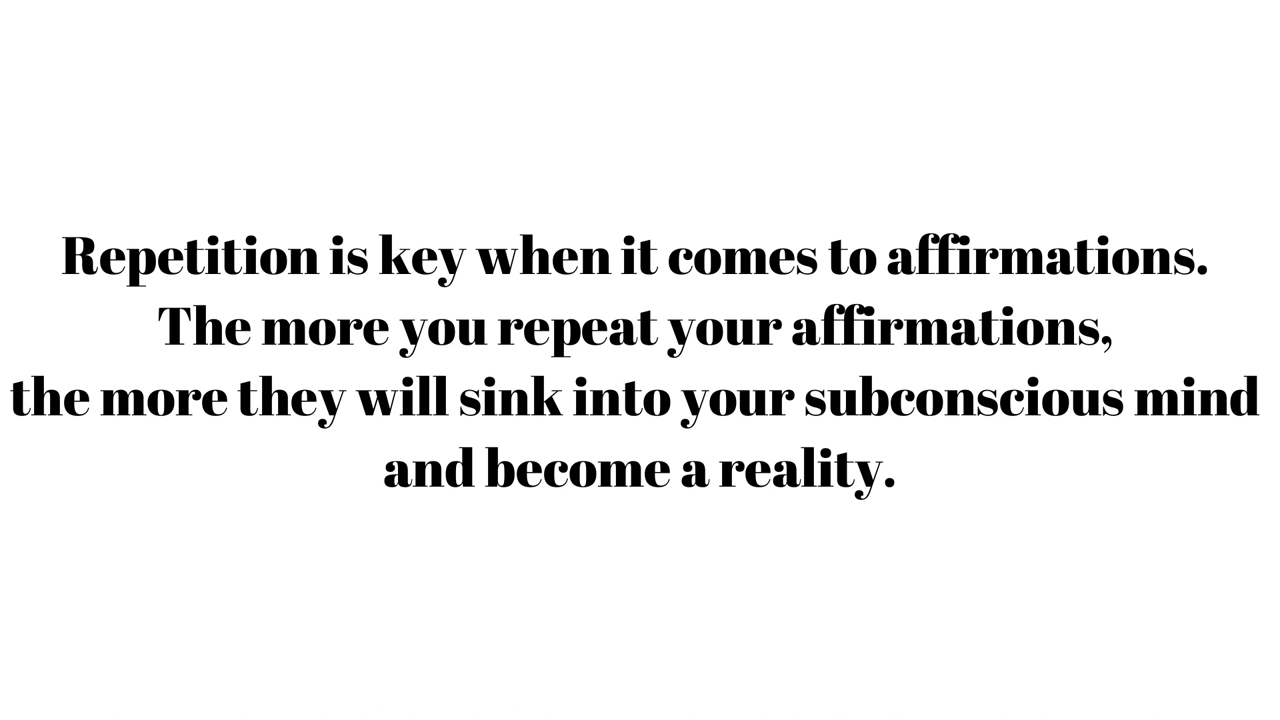 Repetition is key when it comes to affirmations.
The more you repeat your affirmations,
the more they will sink into your subconscious mind
and become a reality.